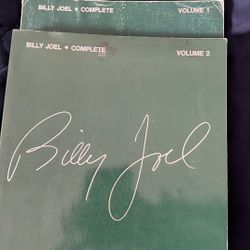 BILLY JOEL • COMPLETE VOLUME 1
BILLY JOEL • COMPLETE VOLUME 2
Billy Joel